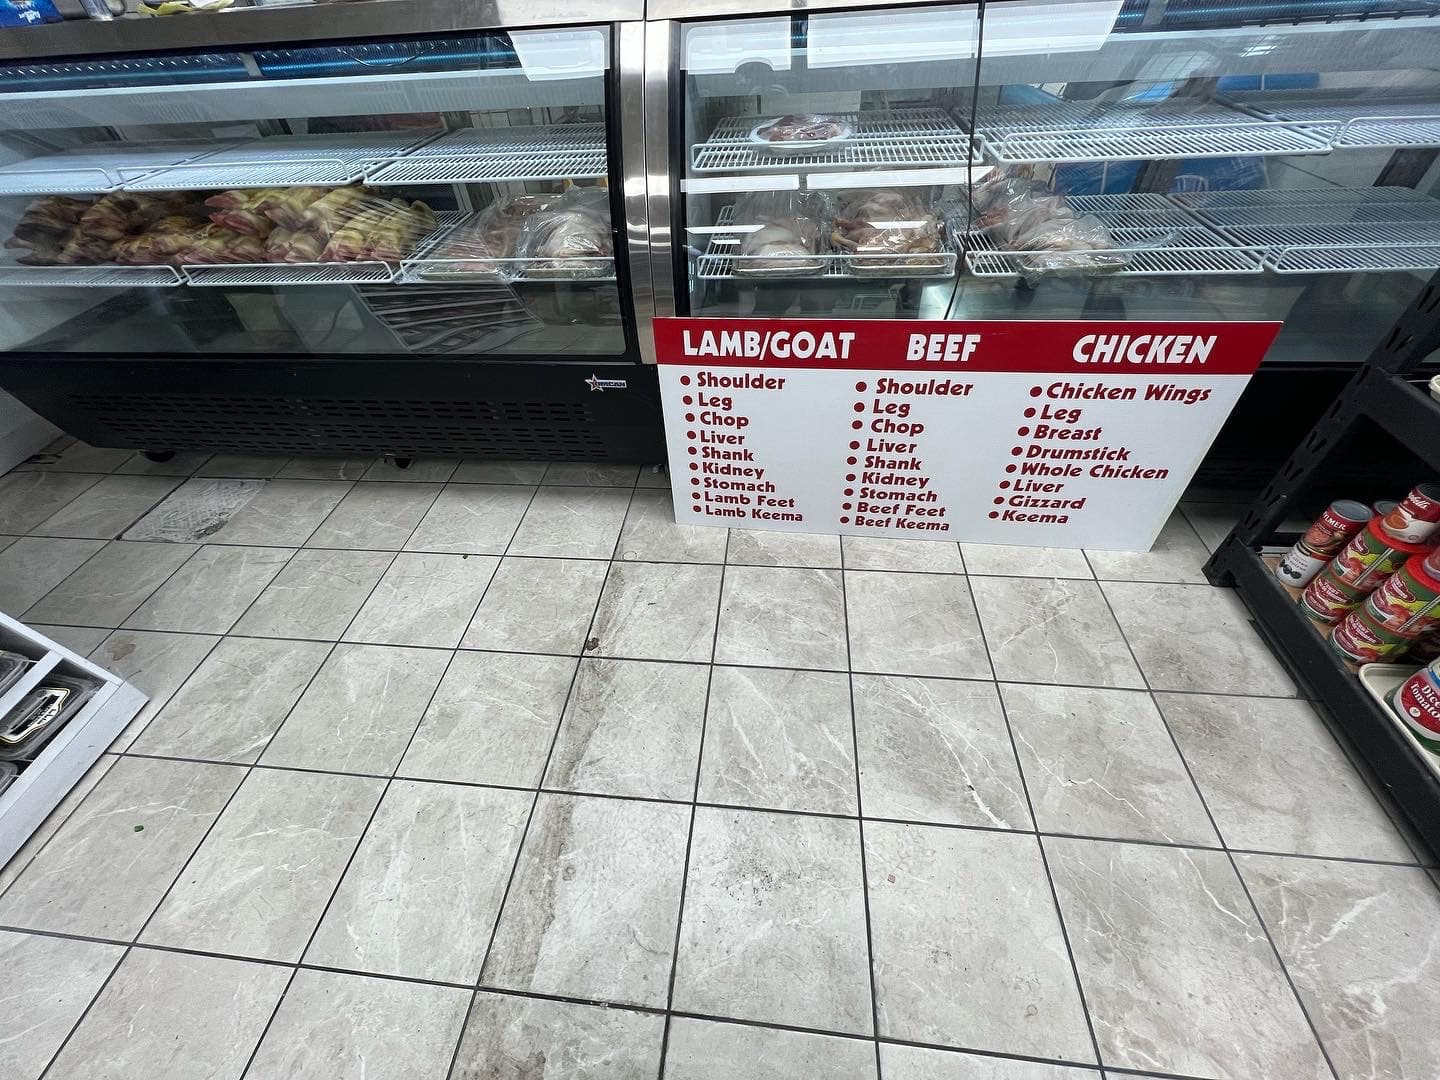 LAMB/GOAT
• Shoulder
• Leg
• Chop
• Liver
• Shank
• Kidney
• Stomach
• Lamb Feet
• Lamb Keema
BEEF
• Shoulder
• Leg
• Chop
• Liver
• Shank
• Kidney
• Stomach
• Beef Feet
• Beef Keema
CHICKEN
• Chicken Wings
• Leg
• Breast
• Drumstick
• Whole Chicken
• Liver
• Gizzard
• Keema